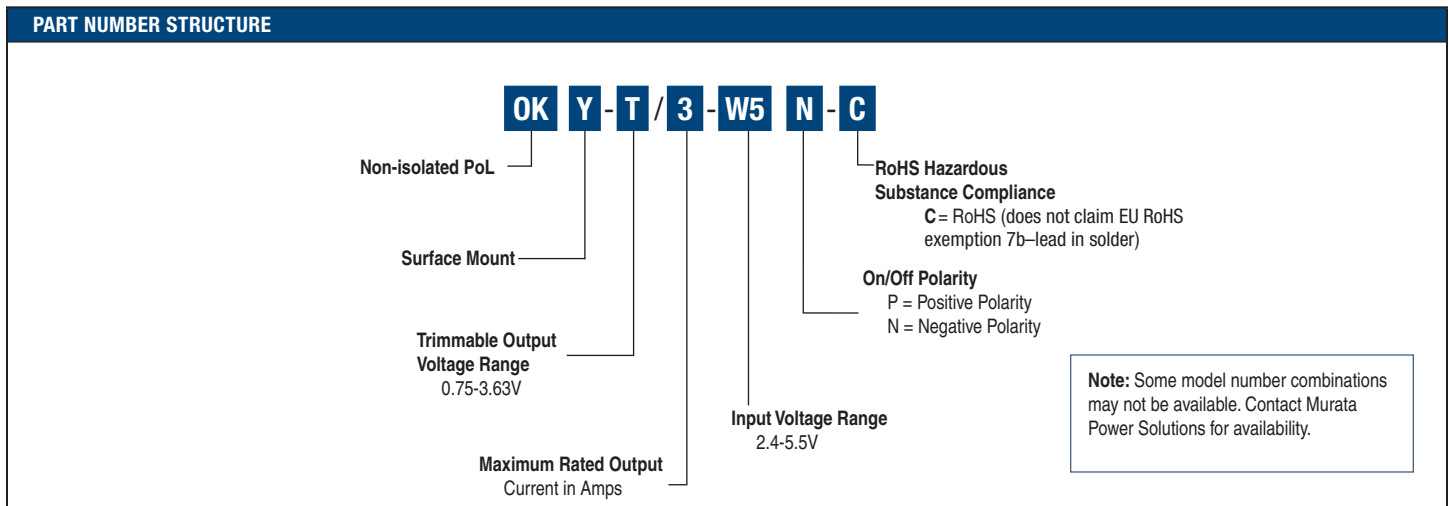 PART NUMBER STRUCTURE
OK Y - T / 3 - W5 N - C
Non-isolated PoL
RoHS Hazardous
Substance Compliance
C = RoHS (does not claim EU RoHS
exemption 7b–lead in solder)
Surface Mount
On/Off Polarity
P = Positive Polarity
N = Negative Polarity
Trimmable Output
Voltage Range
0.75-3.63V
Note: Some model number combinations
may not be available. Contact Murata
Power Solutions for availability.
Input Voltage Range
2.4-5.5V
Maximum Rated Output
Current in Amps